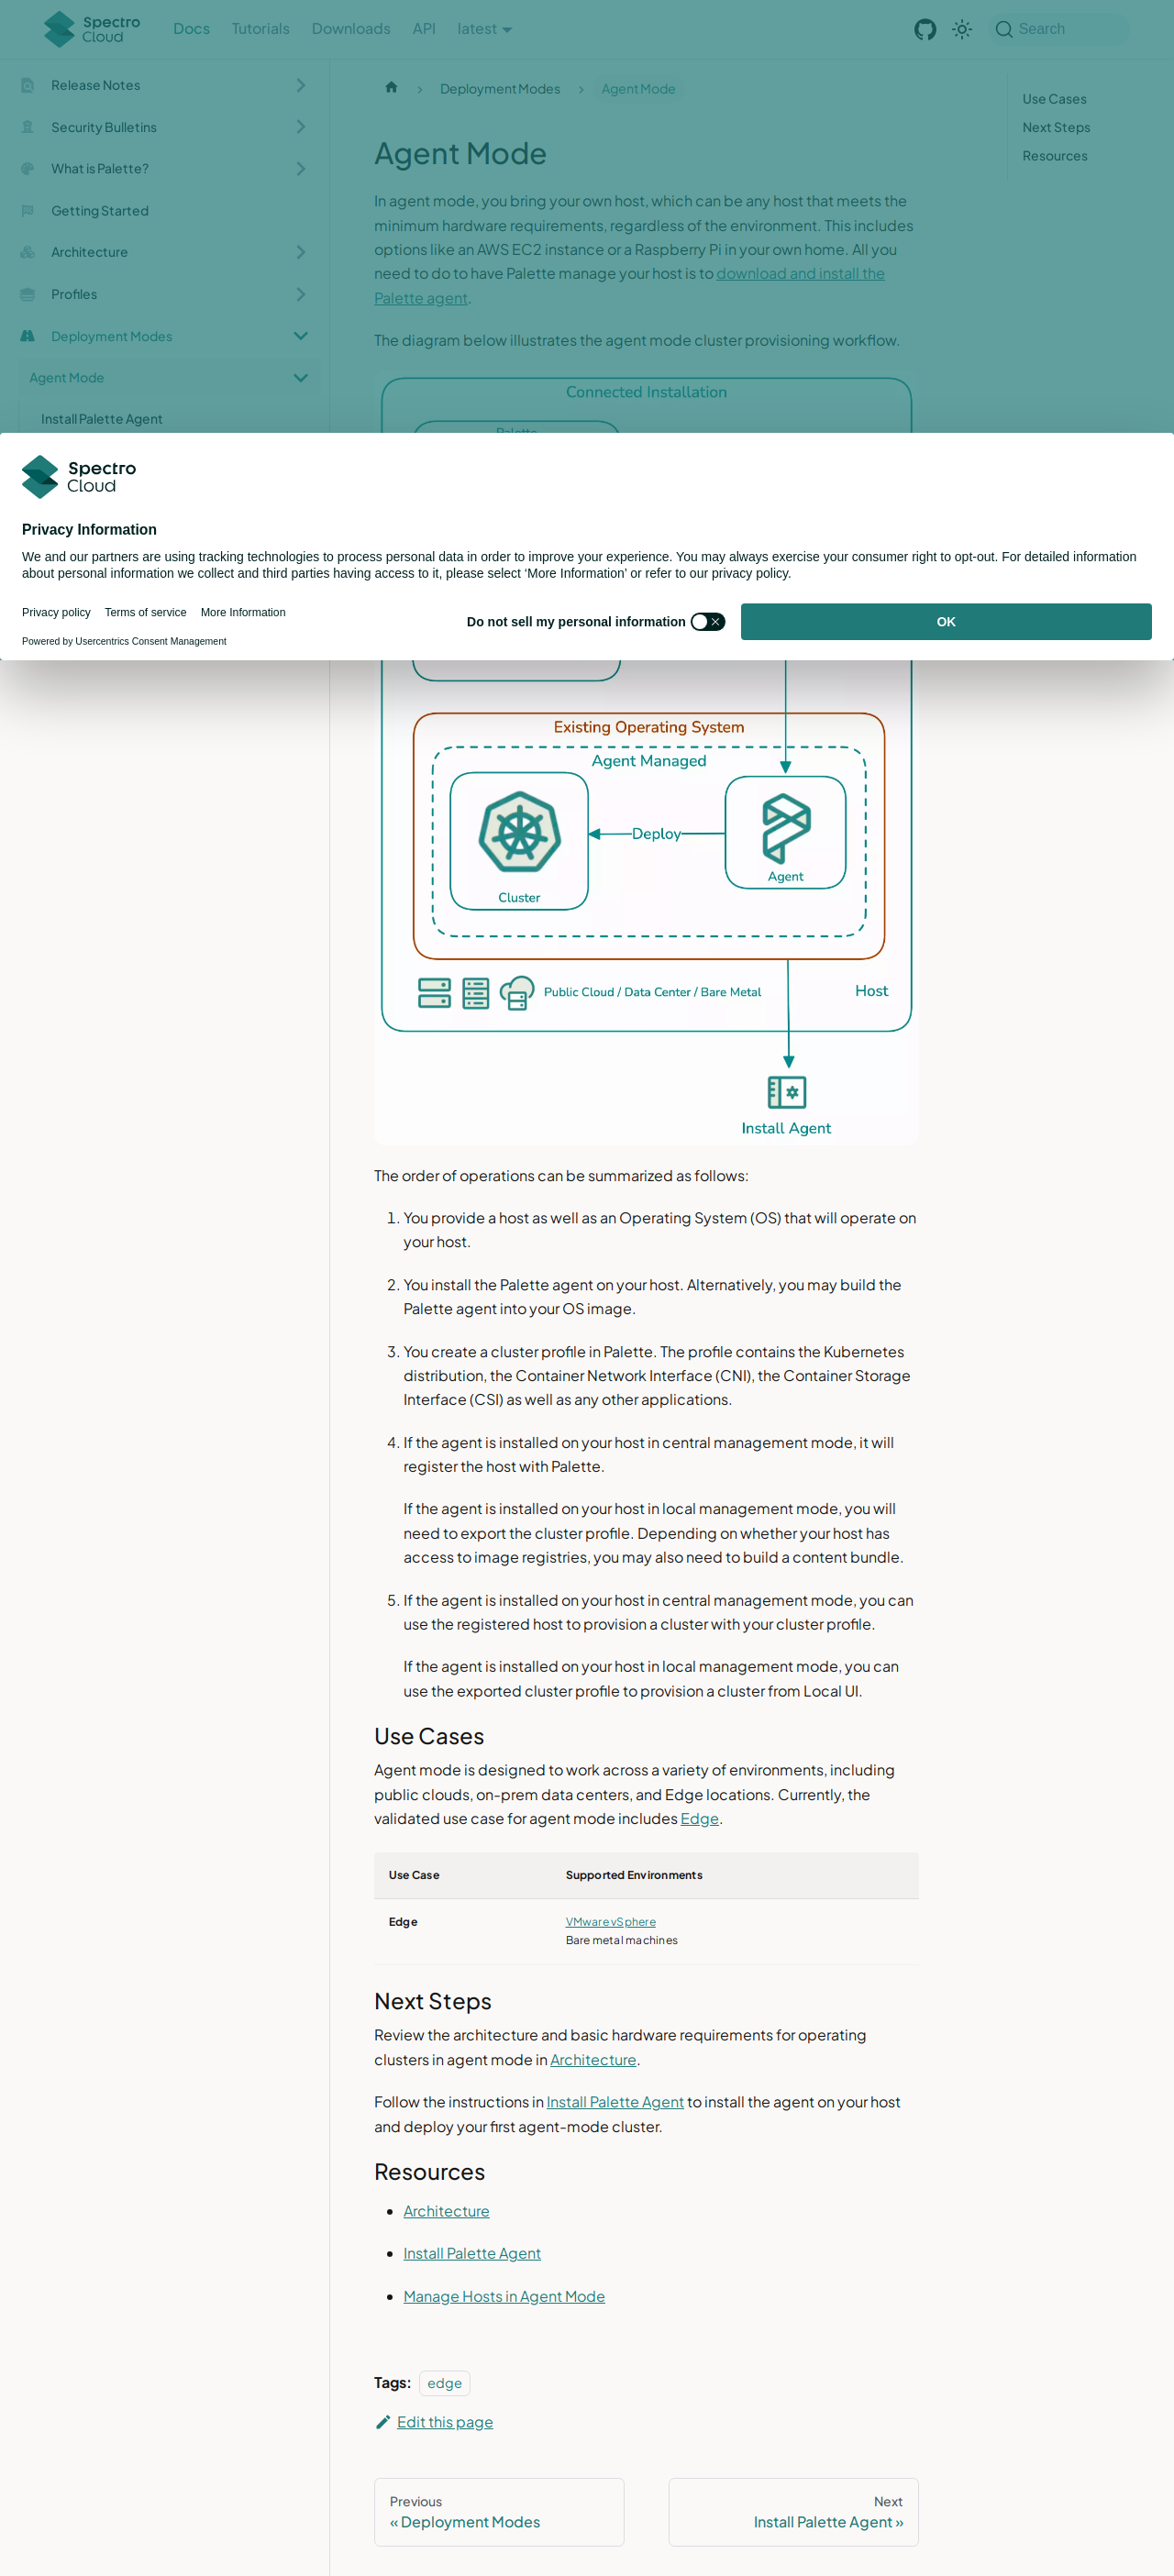 Spectro Cloud
Docs
Tutorials
Downloads
API
latest
Search
Release Notes
Security Bulletins
What is Palette?
Getting Started
Architecture
Profiles
Deployment Modes
Agent Mode
Install Palette Agent
Deployment Modes
Agent Mode
Use Cases
Next Steps
Resources
Agent Mode
In agent mode, you bring your own host, which can be any host that meets the
minimum hardware requirements, regardless of the environment. This includes
options like an AWS EC2 instance or a Raspberry Pi in your own home. All you
need to do to have Palette manage your host is to download and install the
Palette agent.
The diagram below illustrates the agent mode cluster provisioning workflow.
Connected Installation
Palette
Spectro Cloud
Privacy Information
We and our partners are using tracking technologies to process personal data in order to improve your experience. You may always exercise your consumer right to opt-out. For detailed information
about personal information we collect and third parties having access to it, please select ‘More Information’ or refer to our privacy policy.
Privacy policy
Terms of service
More Information
Powered by Usercentrics Consent Management
Do not sell my personal information
OK
Existing Operating System
Agent Managed
Deploy
Cluster
Agent
Public Cloud / Data Center / Bare Metal
Host
Install Agent
The order of operations can be summarized as follows:
1. You provide a host as well as an Operating System (OS) that will operate on
your host.
2. You install the Palette agent on your host. Alternatively, you may build the
Palette agent into your OS image.
3. You create a cluster profile in Palette. The profile contains the Kubernetes
distribution, the Container Network Interface (CNI), the Container Storage
Interface (CSI) as well as any other applications.
4. If the agent is installed on your host in central management mode, it will
register the host with Palette.
If the agent is installed on your host in local management mode, you will
need to export the cluster profile. Depending on whether your host has
access to image registries, you may also need to build a content bundle.
5. If the agent is installed on your host in central management mode, you can
use the registered host to provision a cluster with your cluster profile.
If the agent is installed on your host in local management mode, you can
use the exported cluster profile to provision a cluster from Local UI.
Use Cases
Agent mode is designed to work across a variety of environments, including
public clouds, on-prem data centers, and Edge locations. Currently, the
validated use case for agent mode includes Edge.
Use Case
Supported Environments
Edge
VMware vSphere
Bare metal machines
Next Steps
Review the architecture and basic hardware requirements for operating
clusters in agent mode in Architecture.
Follow the instructions in Install Palette Agent to install the agent on your host
and deploy your first agent-mode cluster.
Resources
Architecture
Install Palette Agent
Manage Hosts in Agent Mode
Tags: edge
Edit this page
Previous
« Deployment Modes
Next
Install Palette Agent »